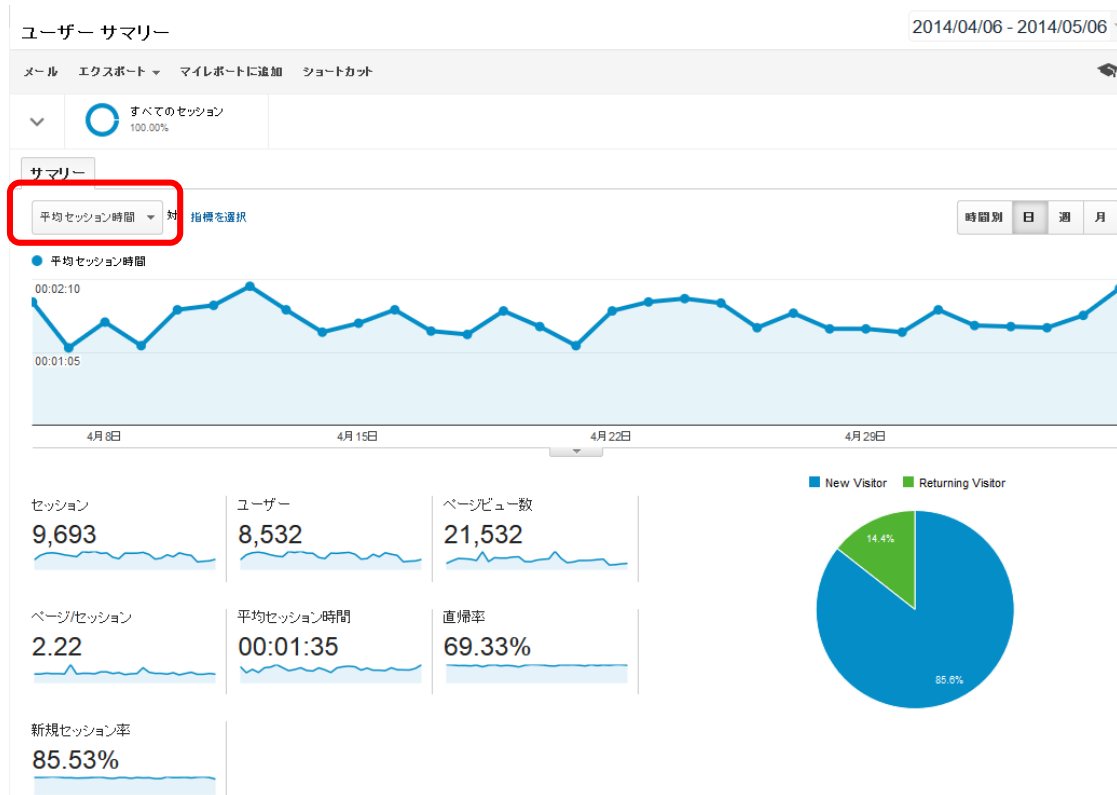 ユーザー サマリー
2014/04/06 - 2014/05/06
メール エクスポート マイレポートに追加 ショートカット
すべてのセッション
100.00%
サマリー
平均セッション時間 対 指標を選択
時間別 日 週 月
平均セッション時間
00:02:10
00:01:05
4月8日 4月15日 4月22日 4月29日
New Visitor Returning Visitor
セッション ユーザー ページビュー数
9,693 8,532 21,532
14.4%
ページ/セッション 平均セッション時間 直帰率
2.22 00:01:35 69.33%
85.6%
新規セッション率
85.53%